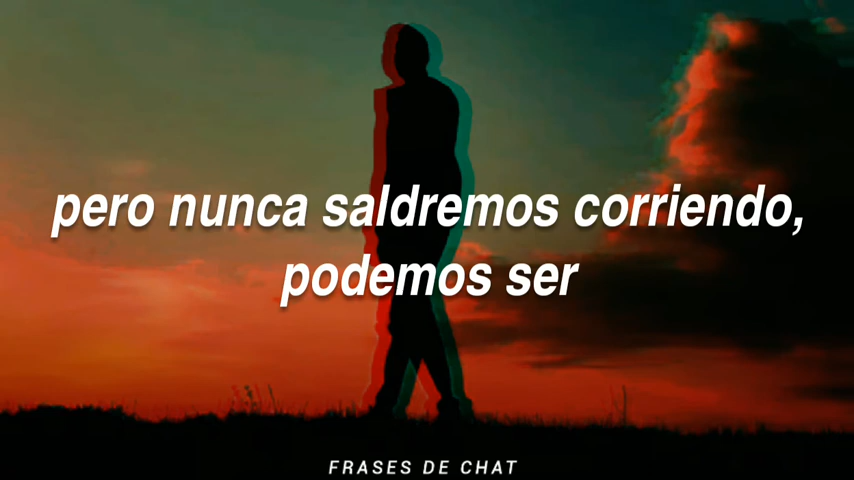 pero nunca saldremos corriendo,
podemos ser
FRASES DE CHAT